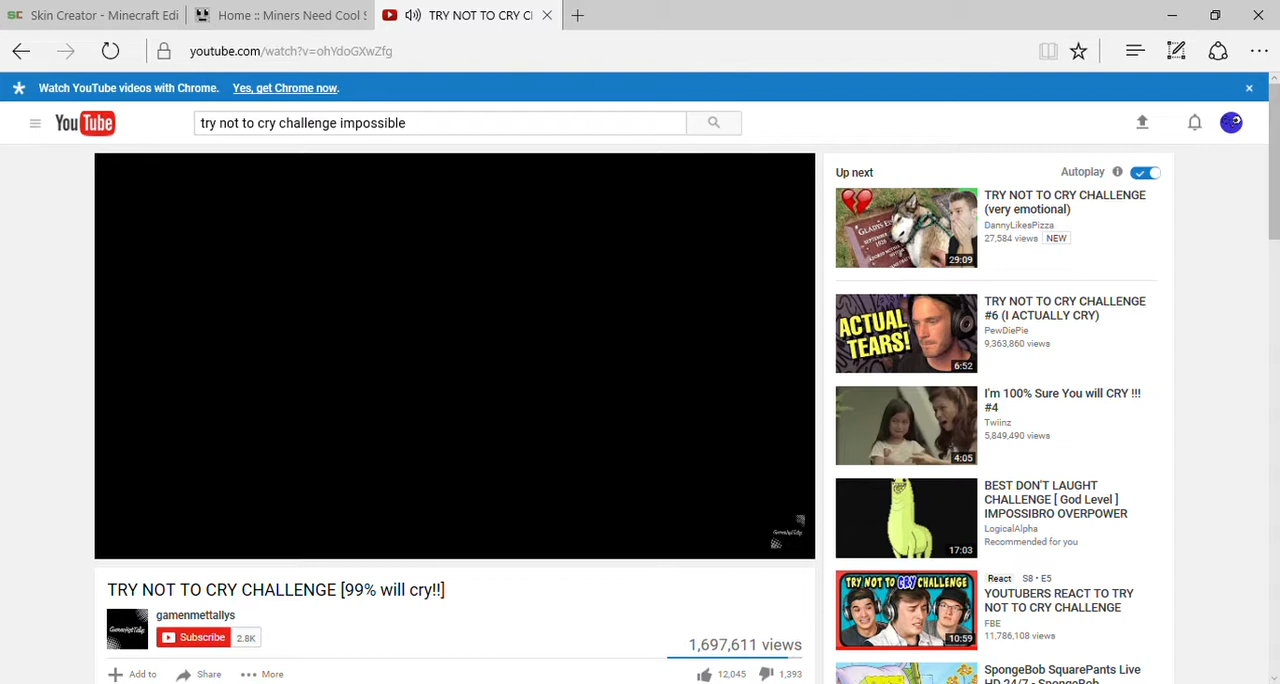 Skin Creator - Minecraft Edi
Home :: Miners Need Cool S
TRY NOT TO CRY C
youtube.com/watch?v=ohYdoGXwZfg
Watch YouTube videos with Chrome. Yes, get Chrome now.
YouTube
try not to cry challenge impossible
Up next
Autoplay
TRY NOT TO CRY CHALLENGE
(very emotional)
DannyLikesPizza
27,584 views NEW
29:09
TRY NOT TO CRY CHALLENGE
#6 (I ACTUALLY CRY)
PewDiePie
9,363,860 views
ACTUAL
TEARS!
6:52
I'm 100% Sure You will CRY !!!
#4
Twiinz
5,849,490 views
4:05
BEST DON'T LAUGHT
CHALLENGE [ God Level ]
IMPOSSIBRO OVERPOWER
LogicalAlpha
Recommended for you
17:03
TRY NOT TO CRY CHALLENGE
React S8 • E5
YOUTUBERS REACT TO TRY
NOT TO CRY CHALLENGE
FBE
11,786,108 views
10:59
SpongeBob SquarePants Live
HD 24/7 - SpongeBob
TRY NOT TO CRY CHALLENGE [99% will cry!!]
gamenmettallys
Subscribe 2.8K
1,697,611 views
Add to Share More
12,045 1,393